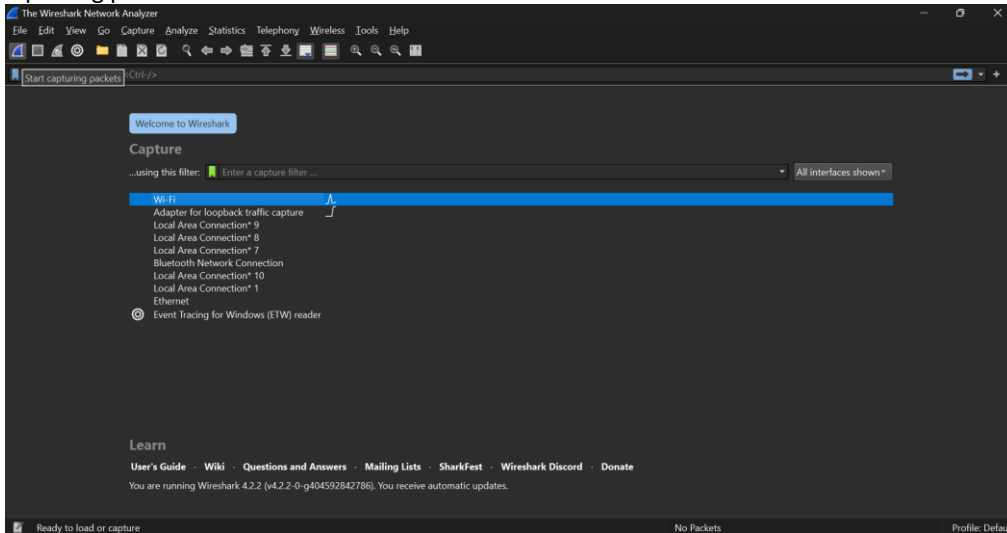 The Wireshark Network Analyzer
File Edit View Go Capture Analyze Statistics Telephony Wireless Tools Help
Start capturing packets <Ctrl-/>
Welcome to Wireshark
Capture
...using this filter: Enter a capture filter ... All interfaces shown
Wi-Fi
Adapter for loopback traffic capture
Local Area Connection* 9
Local Area Connection* 8
Local Area Connection* 7
Bluetooth Network Connection
Local Area Connection* 10
Local Area Connection* 1
Ethernet
Event Tracing for Windows (ETW) reader
Learn
User's Guide · Wiki · Questions and Answers · Mailing Lists · SharkFest · Wireshark Discord · Donate
You are running Wireshark 4.2.2 (v4.2.2-0-g404592842786). You receive automatic updates.
Ready to load or capture No Packets Profile: Defau